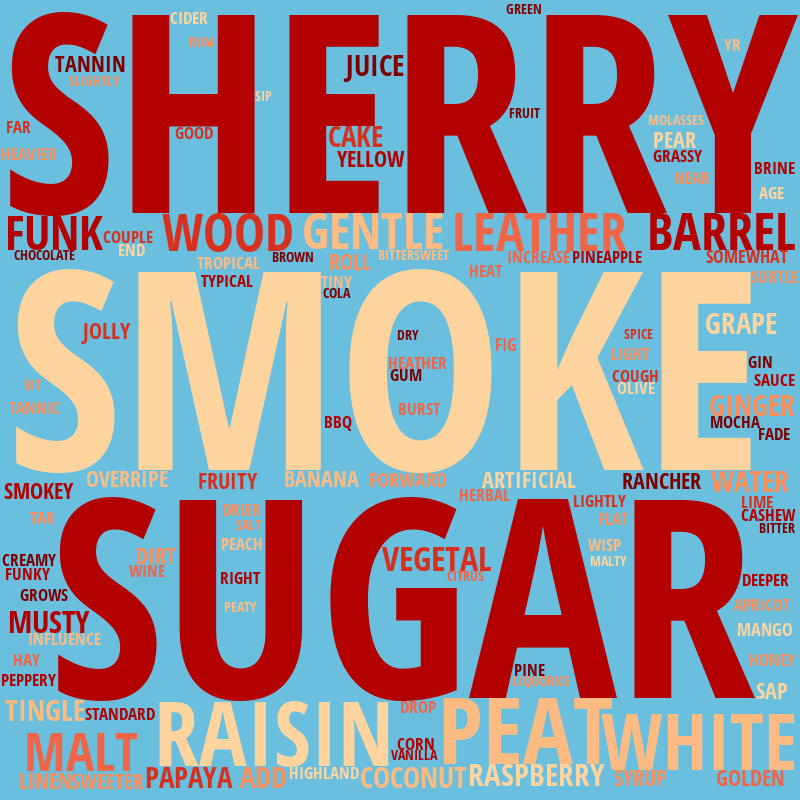 GREEN
SHERRY
CIDER
RUM
YR
TANNIN
JUICE
SLIGHTLY
SIP
FRUIT
MOLASSES
FAR
GOOD
CAKE
PEAR
HEAVIER
YELLOW
GRASSY
BRINE
NEAR
AGE
FUNK
COUPLE
WOOD
GENTLE
LEATHER
BARREL
CHOCOLATE
END
TROPICAL
BROWN
ROLL
BITTERSWEET
HEAT
INCREASE
PINEAPPLE
SOMEWHAT
TYPICAL
TINY
COLA
SUBTLE
SMOKE
JOLLY
DRY
FIG
SPICE
GRAPE
HEATHER
LIGHT
GIN
BIT
GUM
COUGH
OLIVE
SAUCE
TANNIC
BURST
GINGER
BBQ
MOCHA
FADE
OVERRIPE
FRUITY
BANANA
FORWARD
ARTIFICIAL
RANCHER
WATER
SMOKEY
HERBAL
LIGHTLY
LIME
SUGAR
TAR
DRIER
SALT
FLAT
CASHEW
BITTER
CREAMY
DIRT
PEACH
VEGETAL
WISP
MALTY
FUNKY
WINE
RIGHT
CITRUS
DEEPER
GROWS
PEATY
APRICOT
MUSTY
INFLUENCE
MANGO
HAY
HONEY
PEPPERY
PINE
LIQUORICE
SAP
TINGLE
STANDARD
RAISIN
DROP
PEAT
WHITE
MALT
CORN
VANILLA
LINENSWEETER
PAPAYA
ADD
HIGHLAND
COCONUT
RASPBERRY
SYRUP
GOLDEN